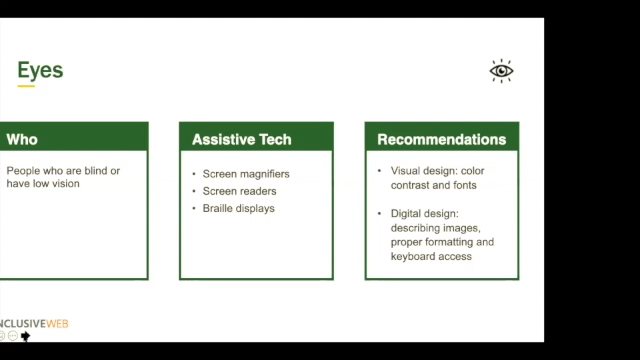 Eyes
Who
People who are blind or
have low vision
Assistive Tech
• Screen magnifiers
• Screen readers
• Braille displays
Recommendations
• Visual design: color
contrast and fonts
• Digital design:
describing images,
proper formatting and
keyboard access
NCLUSIVEWEB